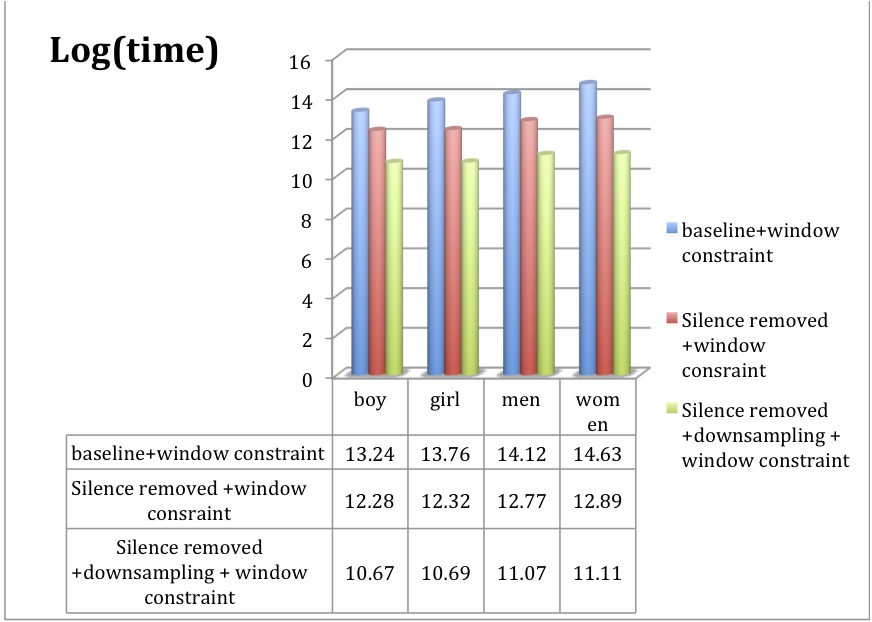 Log(time)
16
14
12
10
8
6
4
2
0
boy girl men wom
en
baseline+window constraint 13.24 13.76 14.12 14.63
Silence removed +window
consraint 12.28 12.32 12.77 12.89
Silence removed
+downsampling + window
constraint 10.67 10.69 11.07 11.11
baseline+window
constraint
Silence removed
+window
consraint
Silence removed
+downsampling +
window constraint